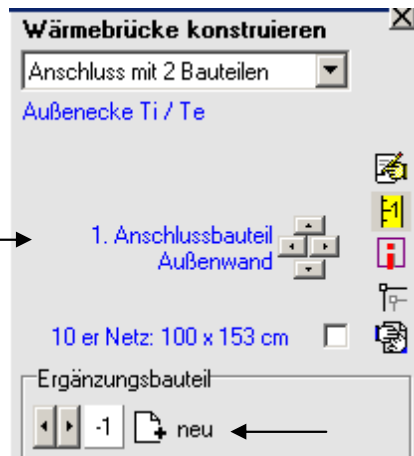 Wärmebrücke konstruieren
Anschluss mit 2 Bauteilen
Außenecke Ti / Te
-1
1. Anschlussbauteil
Außenwand
10 er Netz: 100 x 153 cm
Ergänzungsbauteil
-1 neu